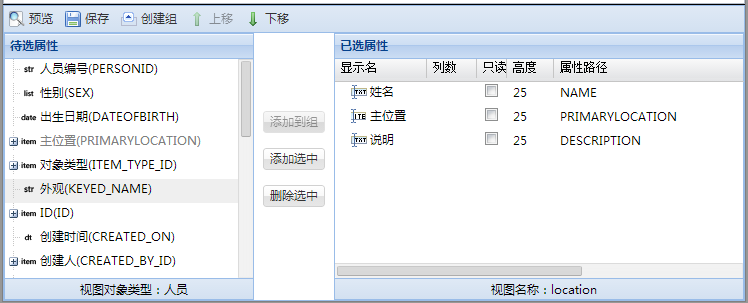 预览 保存 创建组 上移 下移
待选属性
str 人员编号(PERSONID)
list 性别(SEX)
date 出生日期(DATEOFBIRTH)
item 主位置(PRIMARYLOCATION)
item 对象类型(ITEM_TYPE_ID)
str 外观(KEYED_NAME)
item ID(ID)
dt 创建时间(CREATED_ON)
item 创建人(CREATED_BY_ID)
视图对象类型：人员
添加到组
添加选中
删除选中
已选属性
显示名 列数 只读 高度 属性路径
TXT 姓名 25 NAME
LTB 主位置 25 PRIMARYLOCATION
TXT 说明 25 DESCRIPTION
视图名称：location